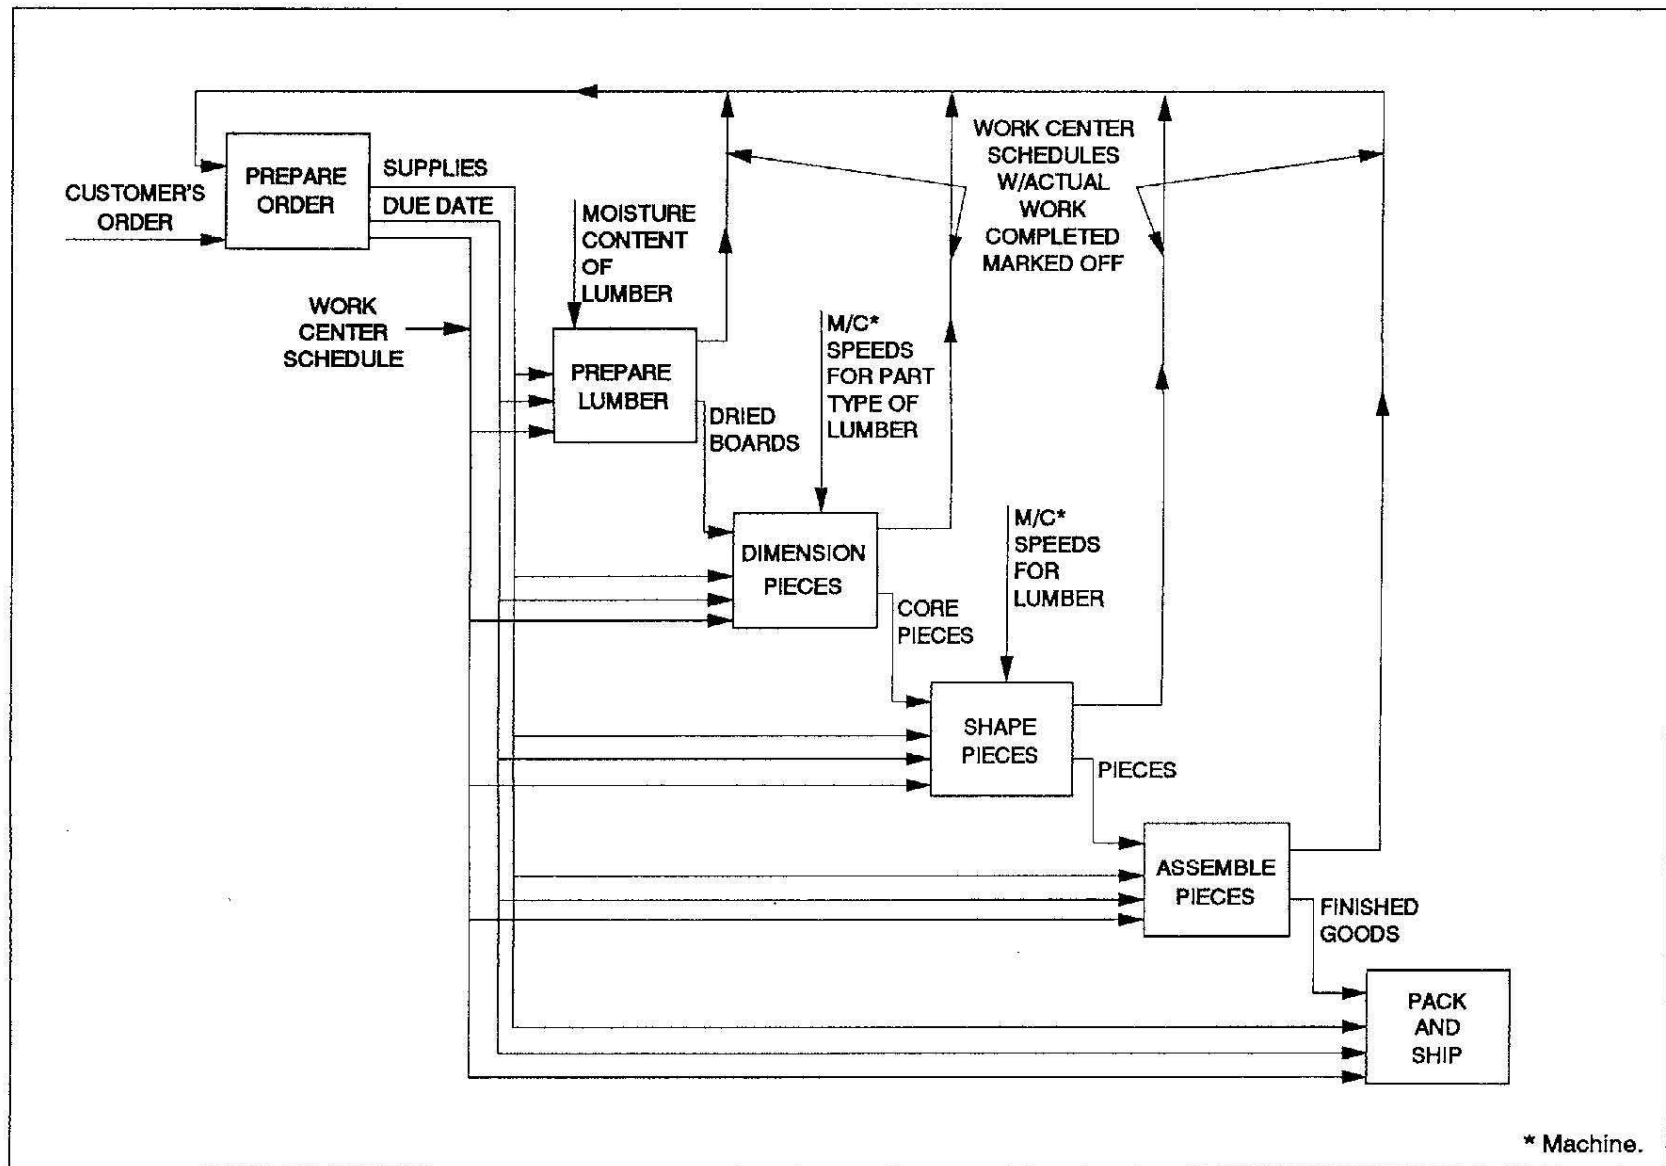 PREPARE
ORDER
CUSTOMER'S
ORDER
SUPPLIES
DUE DATE
WORK
CENTER
SCHEDULE
MOISTURE
CONTENT
OF
LUMBER
WORK CENTER
SCHEDULES
W/ACTUAL
WORK
COMPLETED
MARKED OFF
PREPARE
LUMBER
DRIED
BOARDS
M/C*
SPEEDS
FOR PART
TYPE OF
LUMBER
DIMENSION
PIECES
CORE
PIECES
M/C*
SPEEDS
FOR
LUMBER
SHAPE
PIECES
PIECES
ASSEMBLE
PIECES
FINISHED
GOODS
PACK
AND
SHIP
* Machine.